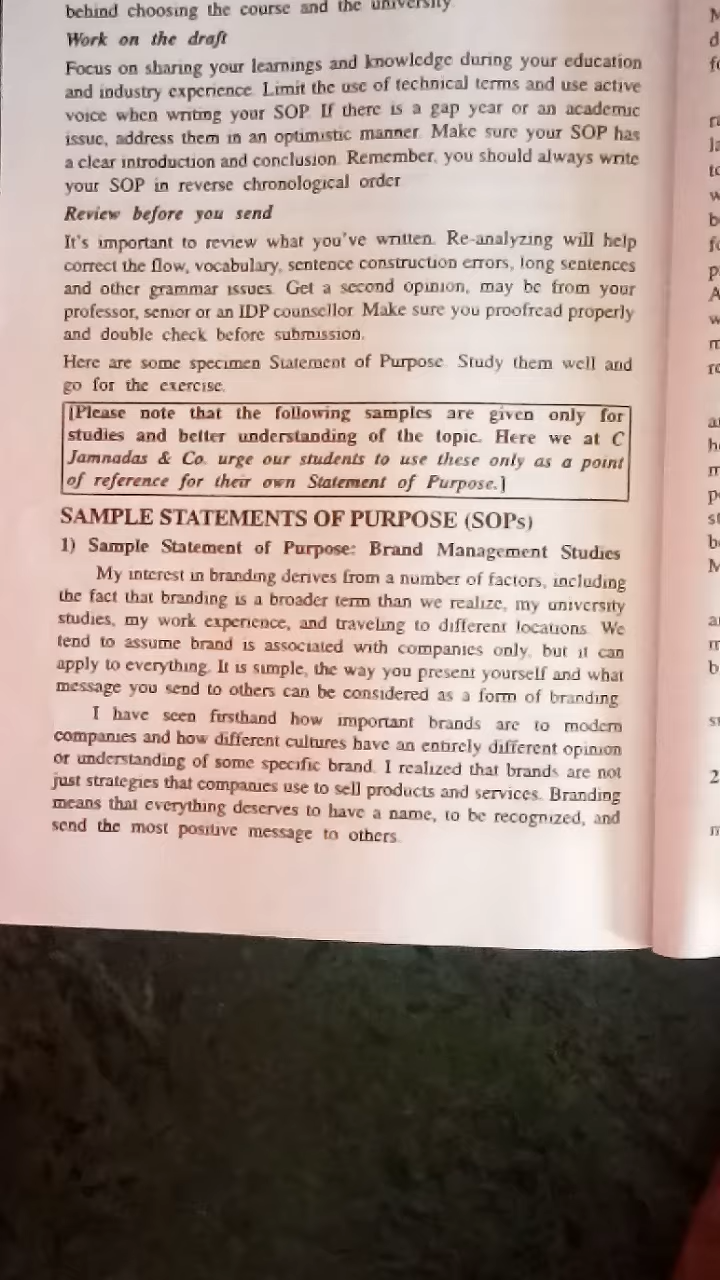 behind choosing the course and the university
Work on the draft
Focus on sharing your learnings and knowledge during your education
and industry experience. Limit the use of technical terms and use active
voice when writing your SOP. If there is a gap year or an academic
issue, address them in an optimistic manner. Make sure your SOP has
a clear introduction and conclusion. Remember, you should always write
your SOP in reverse chronological order
Review before you send
It's important to review what you've written. Re-analyzing will help
correct the flow, vocabulary, sentence construction errors, long sentences
and other grammar issues. Get a second opinion, may be from your
professor, senior or an IDP counsellor. Make sure you proofread properly
and double check before submission.
Here are some specimen Statement of Purpose. Study them well and
go for the exercise.
[Please note that the following samples are given only for
studies and better understanding of the topic. Here we at C
Jamnadas & Co. urge our students to use these only as a point
of reference for their own Statement of Purpose.]
SAMPLE STATEMENTS OF PURPOSE (SOPs)
1) Sample Statement of Purpose: Brand Management Studies
My interest in branding derives from a number of factors, including
the fact that branding is a broader term than we realize, my university
studies, my work experience, and traveling to different locations. We
tend to assume brand is associated with companies only, but it can
apply to everything. It is simple, the way you present yourself and what
message you send to others can be considered as a form of branding.
I have seen firsthand how important brands are to modern
companies and how different cultures have an entirely different opinion
or understanding of some specific brand. I realized that brands are not
just strategies that companies use to sell products and services. Branding
means that everything deserves to have a name, to be recognized, and
send the most positive message to others.